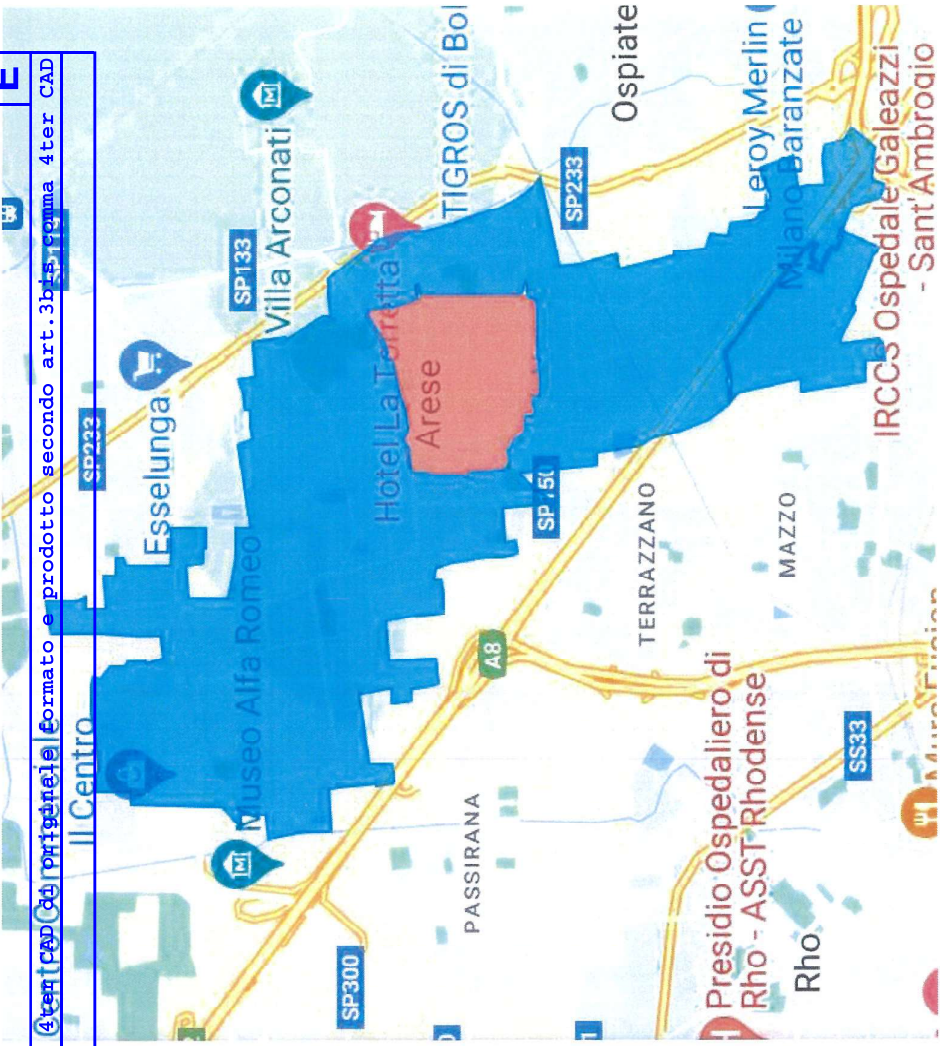 E
4ter CAD di originale formato e prodotto secondo art.3bis comma 4ter CAD
Centro Commerciale
Il Centro
SP233
Esselunga
SP133
Villa Arconati
Museo Alfa Romeo
Hotel La Torretta
Arese
TIGROS di Bol
SP233
Ospiate
Leroy Merlin
Milano Baranzate
IRCCS Ospedale Galeazzi
- Sant'Ambrogio
A8
TERRAZZANO
MAZZO
PASSIRANA
SP300
SS33
Presidio Ospedaliero di
Rho - ASST Rhodense
Rho